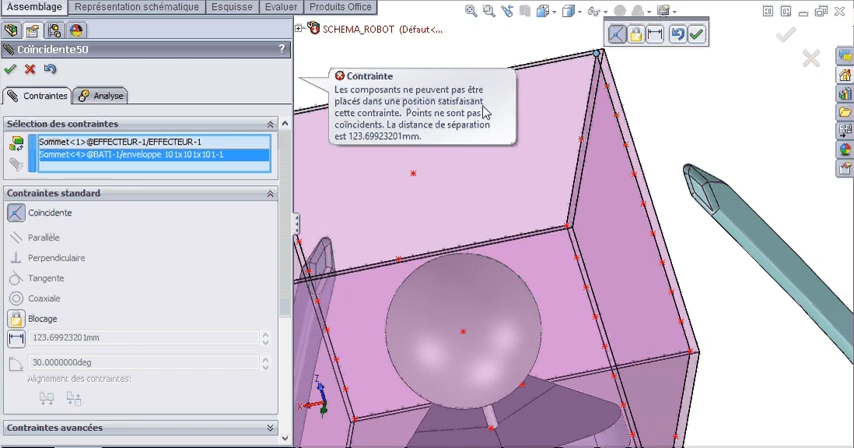 Assemblage
Représentation schématique
Esquisse
Evaluer
Produits Office
SCHEMA_ROBOT (Défaut <...
Coïncidente50
?
Contraintes
Analyse
Sélection des contraintes
Sommet<1>@EFFECTEUR-1/EFFECTEUR-1
Sommet<4>@BATI-1/enveloppe 101x101x101-1
Contraintes standard
Coïncidente
Parallèle
Perpendiculaire
Tangente
Coaxiale
Blocage
123.69923201mm
30.0000000deg
Alignement des contraintes:
Contraintes avancées
Contrainte
Les composants ne peuvent pas être
placés dans une position satisfaisant
cette contrainte. Points ne sont pas
coïncidents. La distance de séparation
est 123.69923201mm.
Z
X